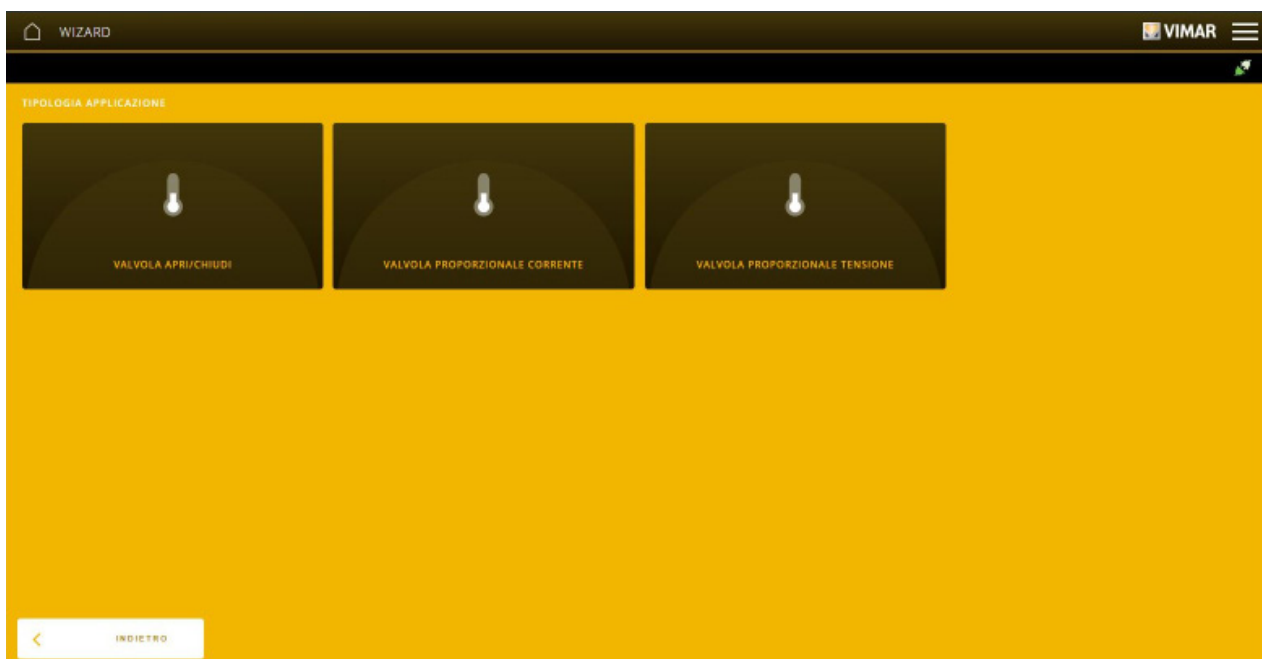 WIZARD
VIMAR
TIPOLOGIA APPLICAZIONE
VALVOLA APRI/CHIUDI
VALVOLA PROPORZIONALE CORRENTE
VALVOLA PROPORZIONALE TENSIONE
INDIETRO